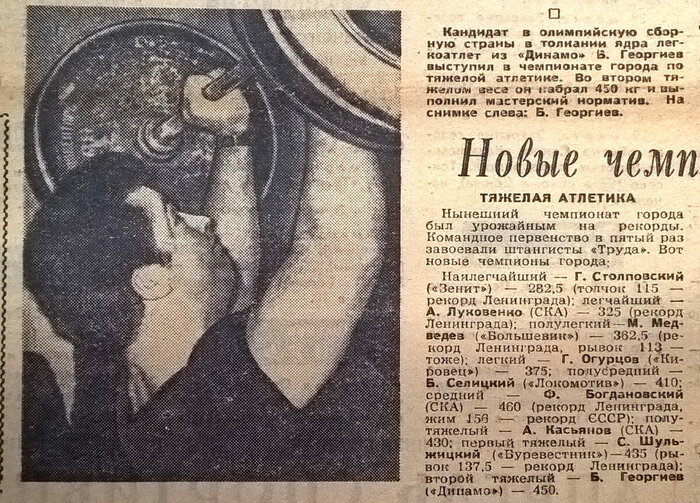 Кандидат в олимпийскую сбор-
ную страны в толкании ядра лег-
коатлет из «Динамо» Б. Георгиев
выступил в чемпионате города по
тяжелой атлетике. Во втором тя-
желом весе он набрал 450 кг и вы-
полнил мастерский норматив. На
снимке слева: Б. Георгиев.
Новые чемп
ТЯЖЕЛАЯ АТЛЕТИКА
Нынешний чемпионат города
был урожайным на рекорды.
Командное первенство в пятый раз
завоевали штангисты «Труда». Вот
новые чемпионы города:
Наилегчайший — Г. Столповский
(«Зенит») — 282,5 (толчок 115 —
рекорд Ленинграда); легчайший —
А. Луковенко (СКА) — 325 (рекорд
Ленинграда); полулегкий — М. Мед-
ведев («Большевик») — 362,5 (ре-
корд Ленинграда, рывок 113 —
тоже); легкий — Г. Огурцов («Ки-
ровец») — 375; полусредний —
Б. Селицкий («Локомотив») — 410;
средний — Ф. Богдановский
(СКА) — 460 (рекорд Ленинграда,
жим 156 — рекорд СССР); полу-
тяжелый — А. Касьянов (СКА) —
430; первый тяжелый — С. Шуль-
жицкий («Буревестник») — 435 (ры-
вок 137,5 — рекорд Ленинграда);
второй тяжелый — Б. Георгиев
(«Динамо») — 450.